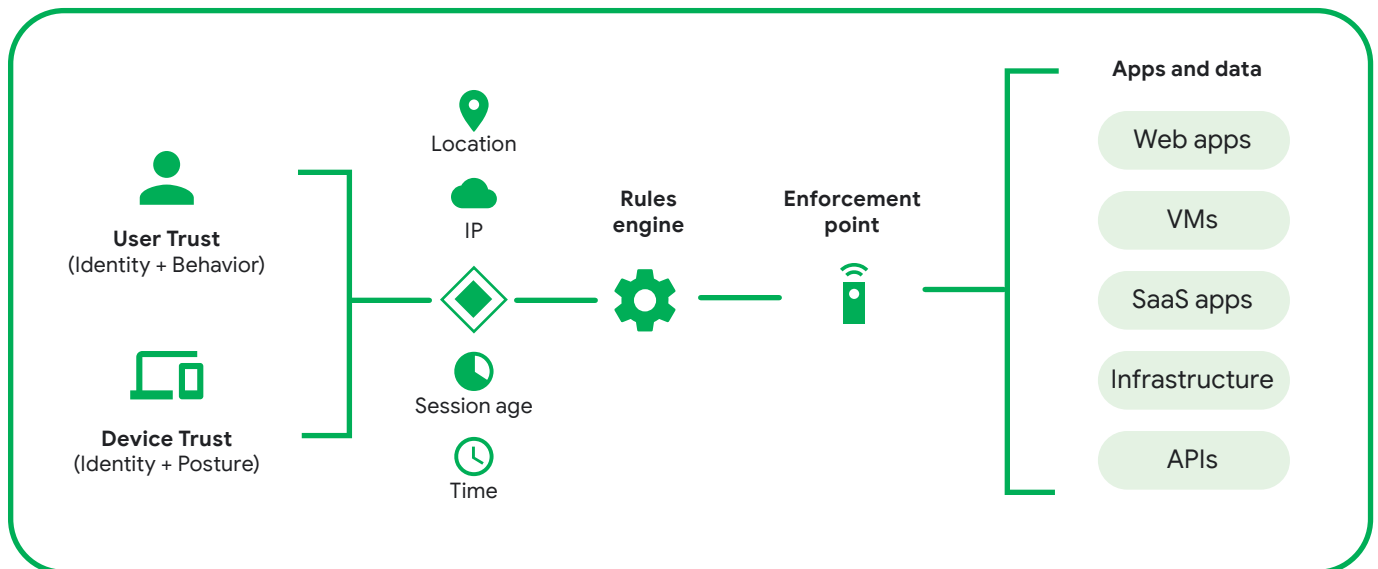 User Trust
(Identity + Behavior)
Device Trust
(Identity + Posture)
Location
IP
Session age
Time
Rules
engine
Enforcement
point
Apps and data
Web apps
VMs
SaaS apps
Infrastructure
APIs